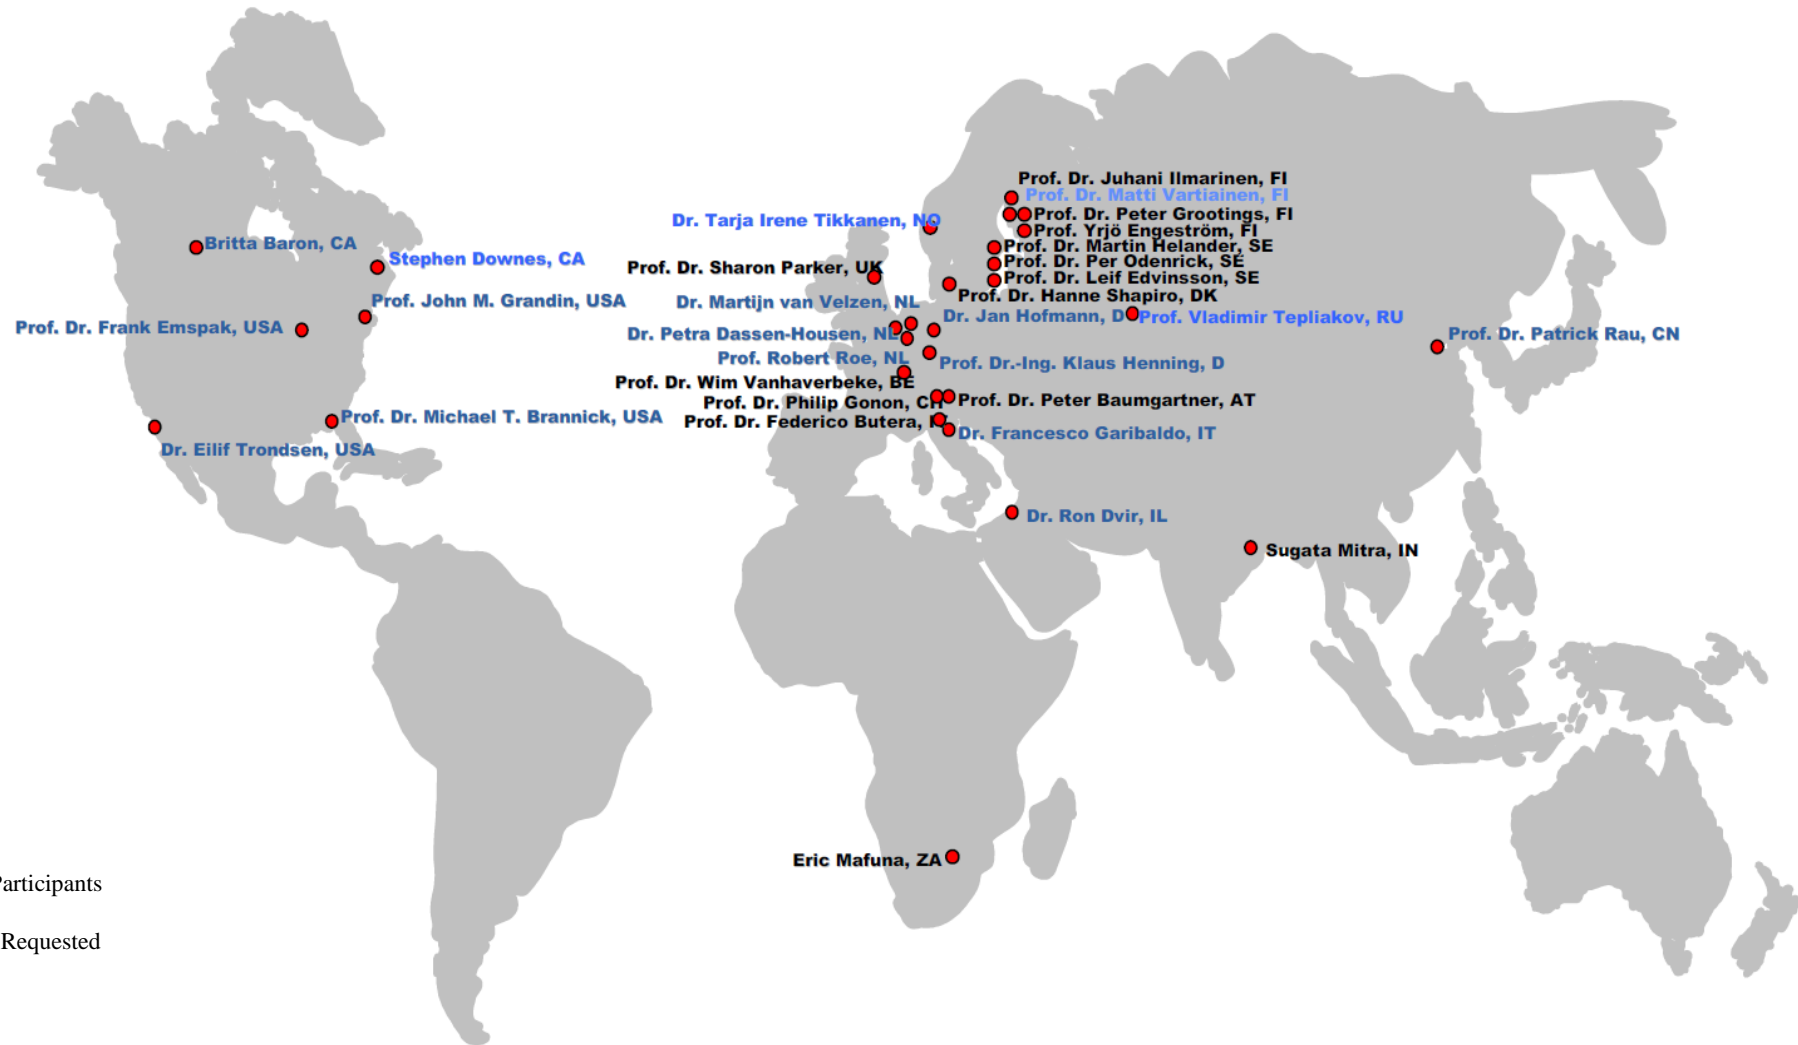 Prof. Dr. Juhani Ilmarinen, FI
Prof. Dr. Matti Vartiainen, FI
Dr. Tarja Irene Tikkanen, NO
Prof. Dr. Peter Grootings, FI
Prof. Yrjö Engeström, FI
Britta Baron, CA
Prof. Dr. Martin Helander, SE
Stephen Downes, CA
Prof. Dr. Per Odenrick, SE
Prof. Dr. Sharon Parker, UK
Prof. Dr. Leif Edvinsson, SE
Prof. Dr. Hanne Shapiro, DK
Prof. John M. Grandin, USA
Dr. Martijn van Velzen, NL
Dr. Jan Hofmann, D
Prof. Vladimir Tepliakov, RU
Prof. Dr. Frank Emspak, USA
Dr. Petra Dassen-Housen, NL
Prof. Dr. Patrick Rau, CN
Prof. Robert Roe, NL
Prof. Dr.-Ing. Klaus Henning, D
Prof. Dr. Wim Vanhaverbeke, BE
Prof. Dr. Philip Gonon, CH
Prof. Dr. Peter Baumgartner, AT
Prof. Dr. Michael T. Brannick, USA
Prof. Dr. Federico Butera,
Dr. Francesco Garibaldo, IT
Dr. Eilif Trondsen, USA
Dr. Ron Dvir, IL
Sugata Mitra, IN
Eric Mafuna, ZA
Participants
Requested